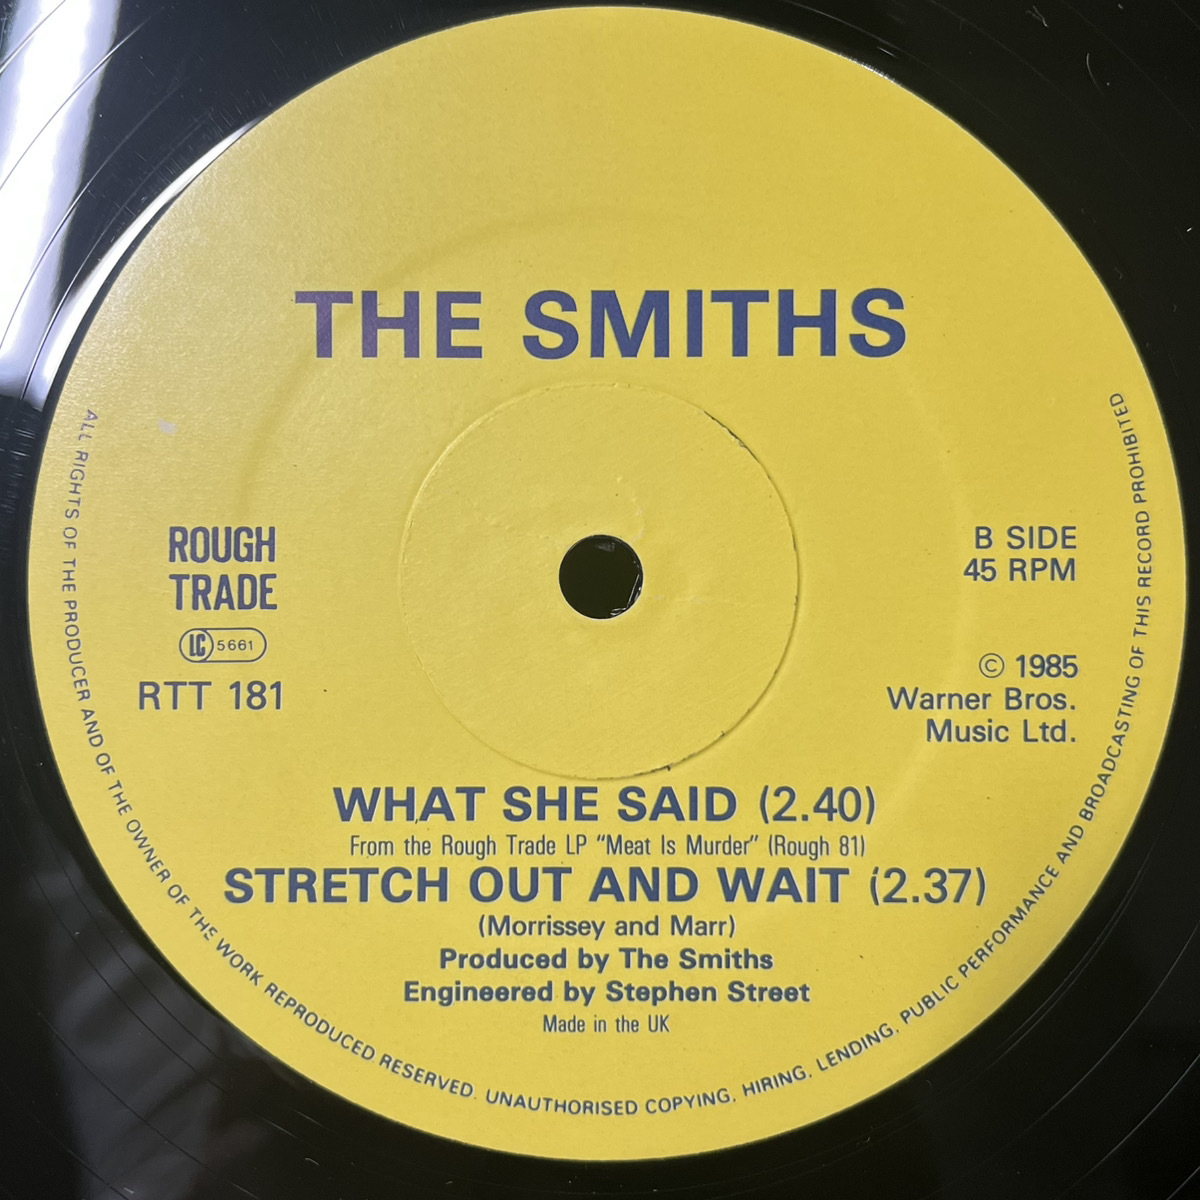 THE SMITHS
ROUGH
TRADE
LC 5661
RTT 181
B SIDE
45 RPM
© 1985
Warner Bros.
Music Ltd.
WHAT SHE SAID (2.40)
From the Rough Trade LP "Meat Is Murder" (Rough 81)
STRETCH OUT AND WAIT (2.37)
(Morrissey and Marr)
Produced by The Smiths
Engineered by Stephen Street
Made in the UK
ALL RIGHTS OF THE PRODUCER AND OF THE OWNER OF THE WORK REPRODUCED RESERVED. UNAUTHORISED COPYING, HIRING, LENDING, PUBLIC PERFORMANCE AND BROADCASTING OF THIS RECORD PROHIBITED